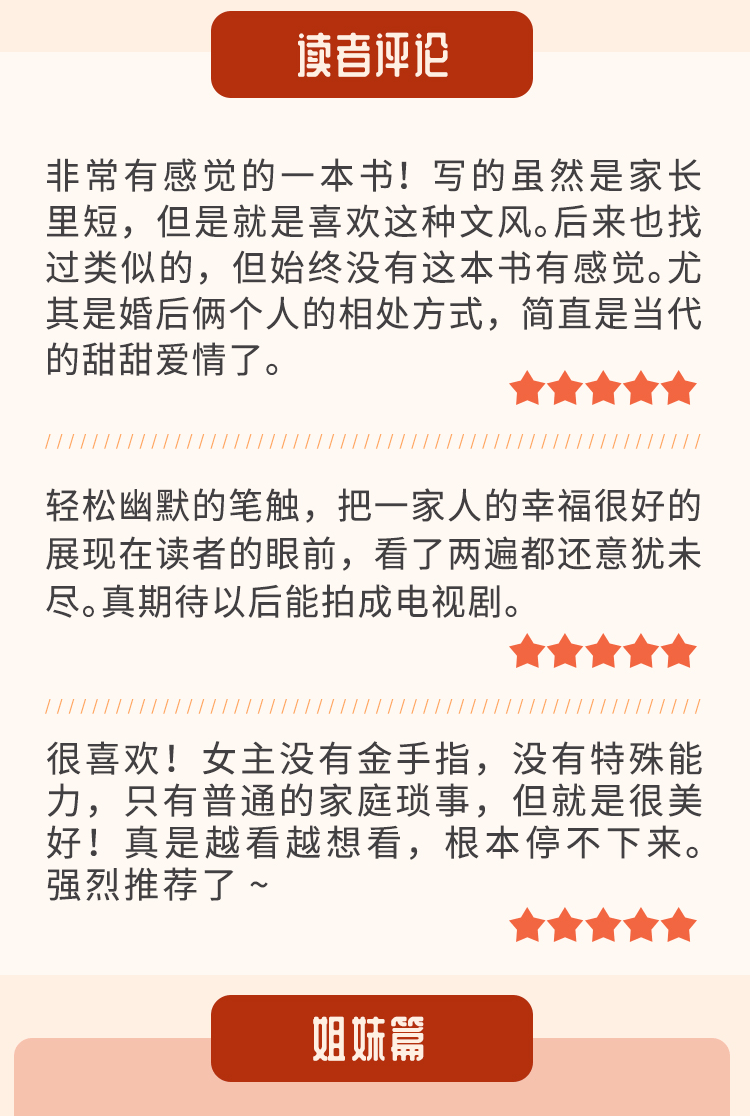 读者评论
非常有感觉的一本书！写的虽然是家长
里短，但是就是喜欢这种文风。后来也找
过类似的，但始终没有这本书有感觉。尤
其是婚后俩个人的相处方式，简直是当代
的甜甜爱情了。
轻松幽默的笔触，把一家人的幸福很好的
展现在读者的眼前，看了两遍都还意犹未
尽。真期待以后能拍成电视剧。
很喜欢！女主没有金手指，没有特殊能
力，只有普通的家庭琐事，但就是很美
好！真是越看越想看，根本停不下来。
强烈推荐了～
姐妹篇